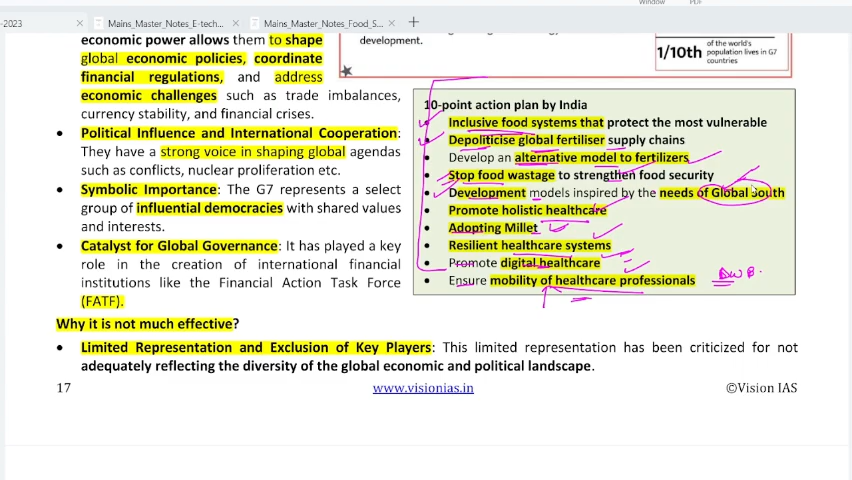 Window PDF
-2023 × Mains_Master_Notes_E-tech... × Mains_Master_Notes_Food_S... × +
economic power allows them to shape
global economic policies, coordinate
financial regulations, and address
economic challenges such as trade imbalances,
currency stability, and financial crises.
• Political Influence and International Cooperation:
They have a strong voice in shaping global agendas
such as conflicts, nuclear proliferation etc.
• Symbolic Importance: The G7 represents a select
group of influential democracies with shared values
and interests.
• Catalyst for Global Governance: It has played a key
role in the creation of international financial
institutions like the Financial Action Task Force
(FATF).
development.
1/10th
of the world's
population lives in G7
countries
10-point action plan by India
• Inclusive food systems that protect the most vulnerable
• Depoliticise global fertiliser supply chains
• Develop an alternative model to fertilizers
• Stop food wastage to strengthen food security
• Development models inspired by the needs of Global South
• Promote holistic healthcare
• Adopting Millet
• Resilient healthcare systems
• Promote digital healthcare
• Ensure mobility of healthcare professionals
Why it is not much effective?
• Limited Representation and Exclusion of Key Players: This limited representation has been criticized for not
adequately reflecting the diversity of the global economic and political landscape.
17 www.visionias.in ©Vision IAS